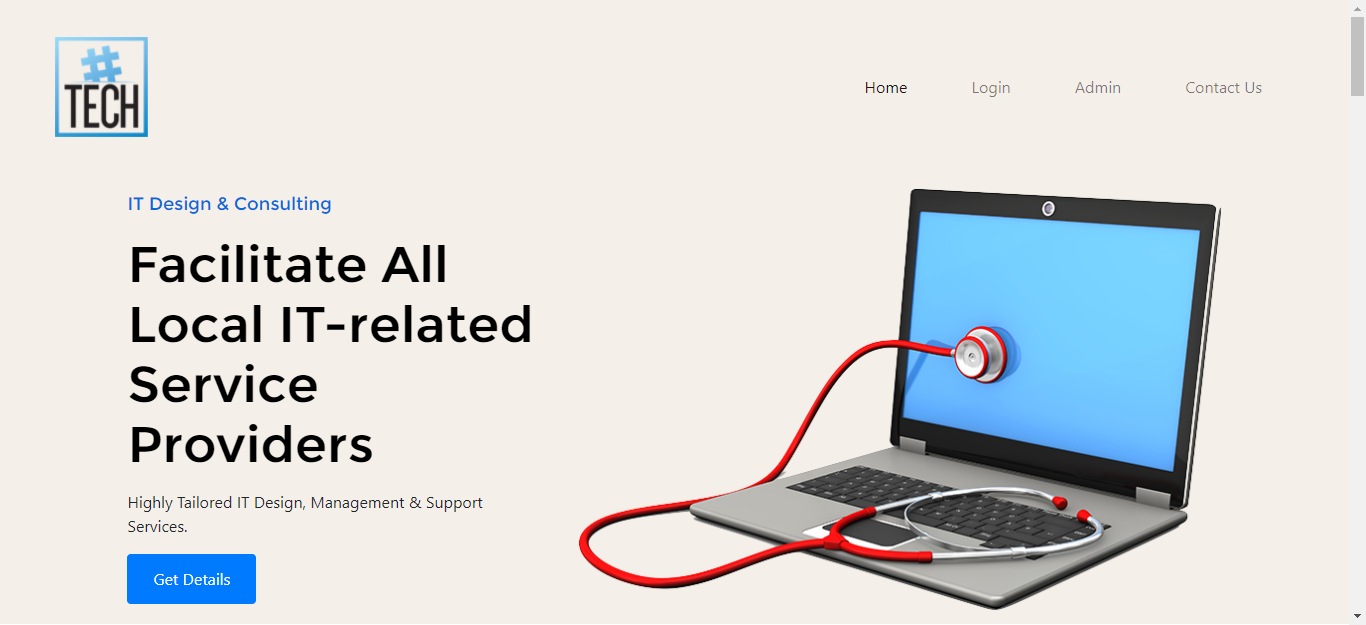 #
TECH
Home
Login
Admin
Contact Us
IT Design & Consulting
Facilitate All
Local IT-related
Service
Providers
Highly Tailored IT Design, Management & Support
Services.
Get Details